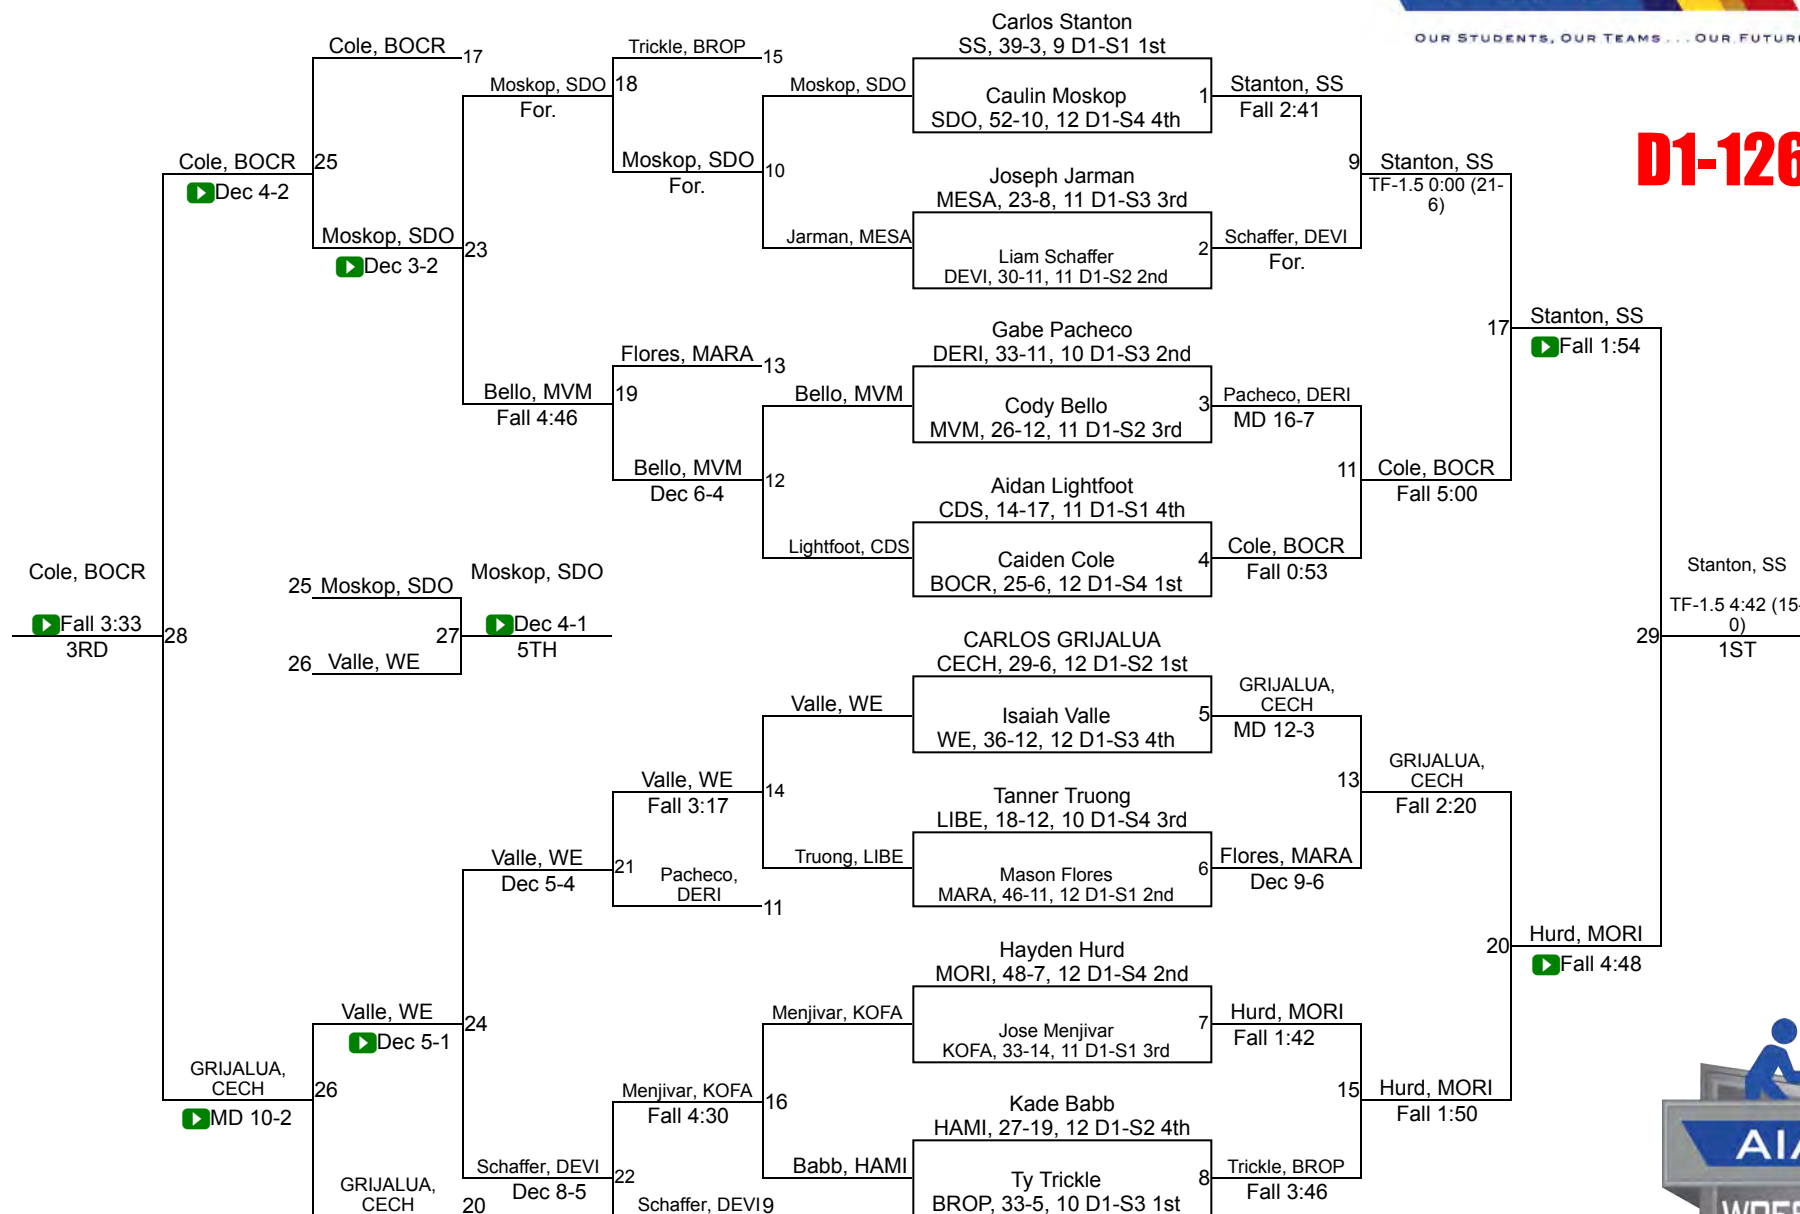 OUR STUDENTS, OUR TEAMS . . . OUR FUTURE
D1-126
Cole, BOCR
17
Trickle, BROP
15
Carlos Stanton
SS, 39-3, 9 D1-S1 1st
Moskop, SDO
For.
18
Moskop, SDO
Caulin Moskop
SDO, 52-10, 12 D1-S4 4th
1
Stanton, SS
Fall 2:41
Cole, BOCR
Dec 4-2
25
Moskop, SDO
For.
10
Joseph Jarman
MESA, 23-8, 11 D1-S3 3rd
9
Stanton, SS
TF-1.5 0:00 (21-
6)
Moskop, SDO
Dec 3-2
23
Jarman, MESA
Liam Schaffer
DEVI, 30-11, 11 D1-S2 2nd
2
Schaffer, DEVI
For.
Flores, MARA
13
Gabe Pacheco
DERI, 33-11, 10 D1-S3 2nd
17
Stanton, SS
Fall 1:54
Bello, MVM
Fall 4:46
19
Bello, MVM
Cody Bello
MVM, 26-12, 11 D1-S2 3rd
3
Pacheco, DERI
MD 16-7
Bello, MVM
Dec 6-4
12
Aidan Lightfoot
CDS, 14-17, 11 D1-S1 4th
11
Cole, BOCR
Fall 5:00
Lightfoot, CDS
Caiden Cole
BOCR, 25-6, 12 D1-S4 1st
4
Cole, BOCR
Fall 0:53
Cole, BOCR
Fall 3:33
3RD
28
25 Moskop, SDO
26 Valle, WE
27
Moskop, SDO
Dec 4-1
5TH
Stanton, SS
TF-1.5 4:42 (15-
0)
1ST
29
CARLOS GRIJALUA
CECH, 29-6, 12 D1-S2 1st
Valle, WE
Isaiah Valle
WE, 36-12, 12 D1-S3 4th
5
GRIJALUA,
CECH
MD 12-3
Valle, WE
Fall 3:17
14
Tanner Truong
LIBE, 18-12, 10 D1-S4 3rd
13
GRIJALUA,
CECH
Fall 2:20
Valle, WE
Dec 5-4
21
Pacheco,
DERI
11
Truong, LIBE
Mason Flores
MARA, 46-11, 12 D1-S1 2nd
6
Flores, MARA
Dec 9-6
Hayden Hurd
MORI, 48-7, 12 D1-S4 2nd
20
Hurd, MORI
Fall 4:48
Valle, WE
Dec 5-1
24
Menjivar, KOFA
Jose Menjivar
KOFA, 33-14, 11 D1-S1 3rd
7
Hurd, MORI
Fall 1:42
GRIJALUA,
CECH
MD 10-2
26
Menjivar, KOFA
Fall 4:30
16
Kade Babb
HAMI, 27-19, 12 D1-S2 4th
15
Hurd, MORI
Fall 1:50
GRIJALUA,
CECH
20
Schaffer, DEVI
Dec 8-5
22
Schaffer, DEVI
9
Babb, HAMI
Ty Trickle
BROP, 33-5, 10 D1-S3 1st
8
Trickle, BROP
Fall 3:46
AIA